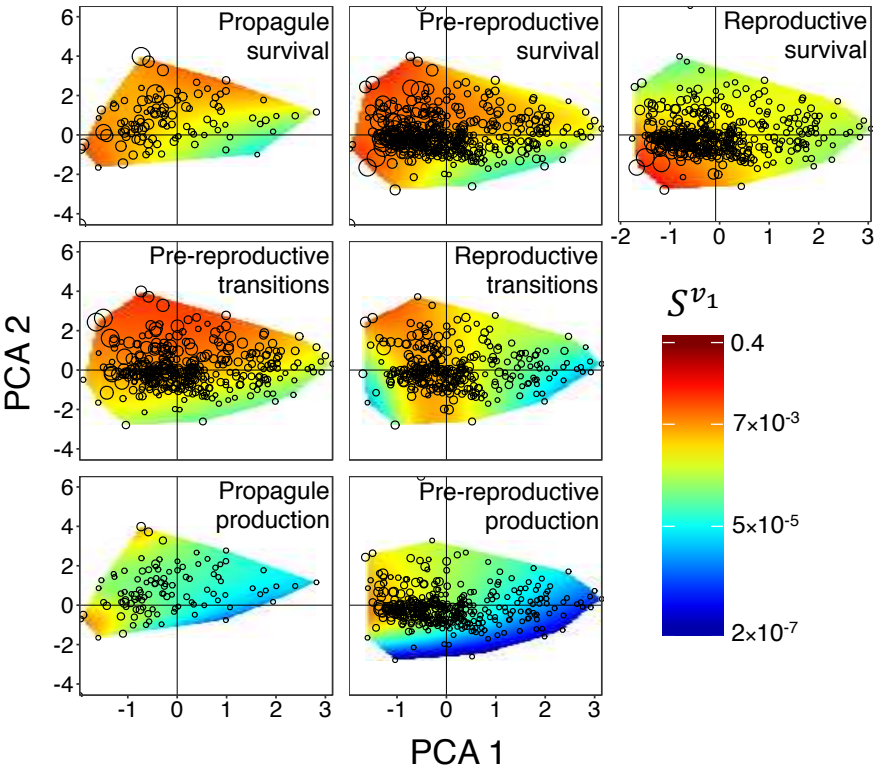 Propagule
survival
Pre-reproductive
survival
Reproductive
survival
6
4
2
0
-2
-4
-2 -1 0 1 2 3
Pre-reproductive
transitions
Reproductive
transitions
6
4
2
0
-2
-4
PCA 2
Sᵛ¹
0.4
7×10⁻³
5×10⁻⁵
2×10⁻⁷
Propagule
production
Pre-reproductive
production
6
4
2
0
-2
-4
-1 0 1 2 3
-1 0 1 2 3
PCA 1